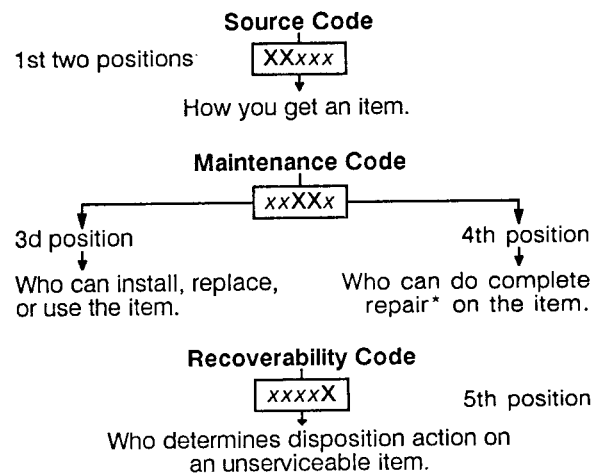 Source Code
1st two positions
XXxxx
How you get an item.
Maintenance Code
xxXXx
3d position
4th position
Who can install, replace,
or use the item.
Who can do complete
repair* on the item.
Recoverability Code
xxxxX
5th position
Who determines disposition action on
an unserviceable item.